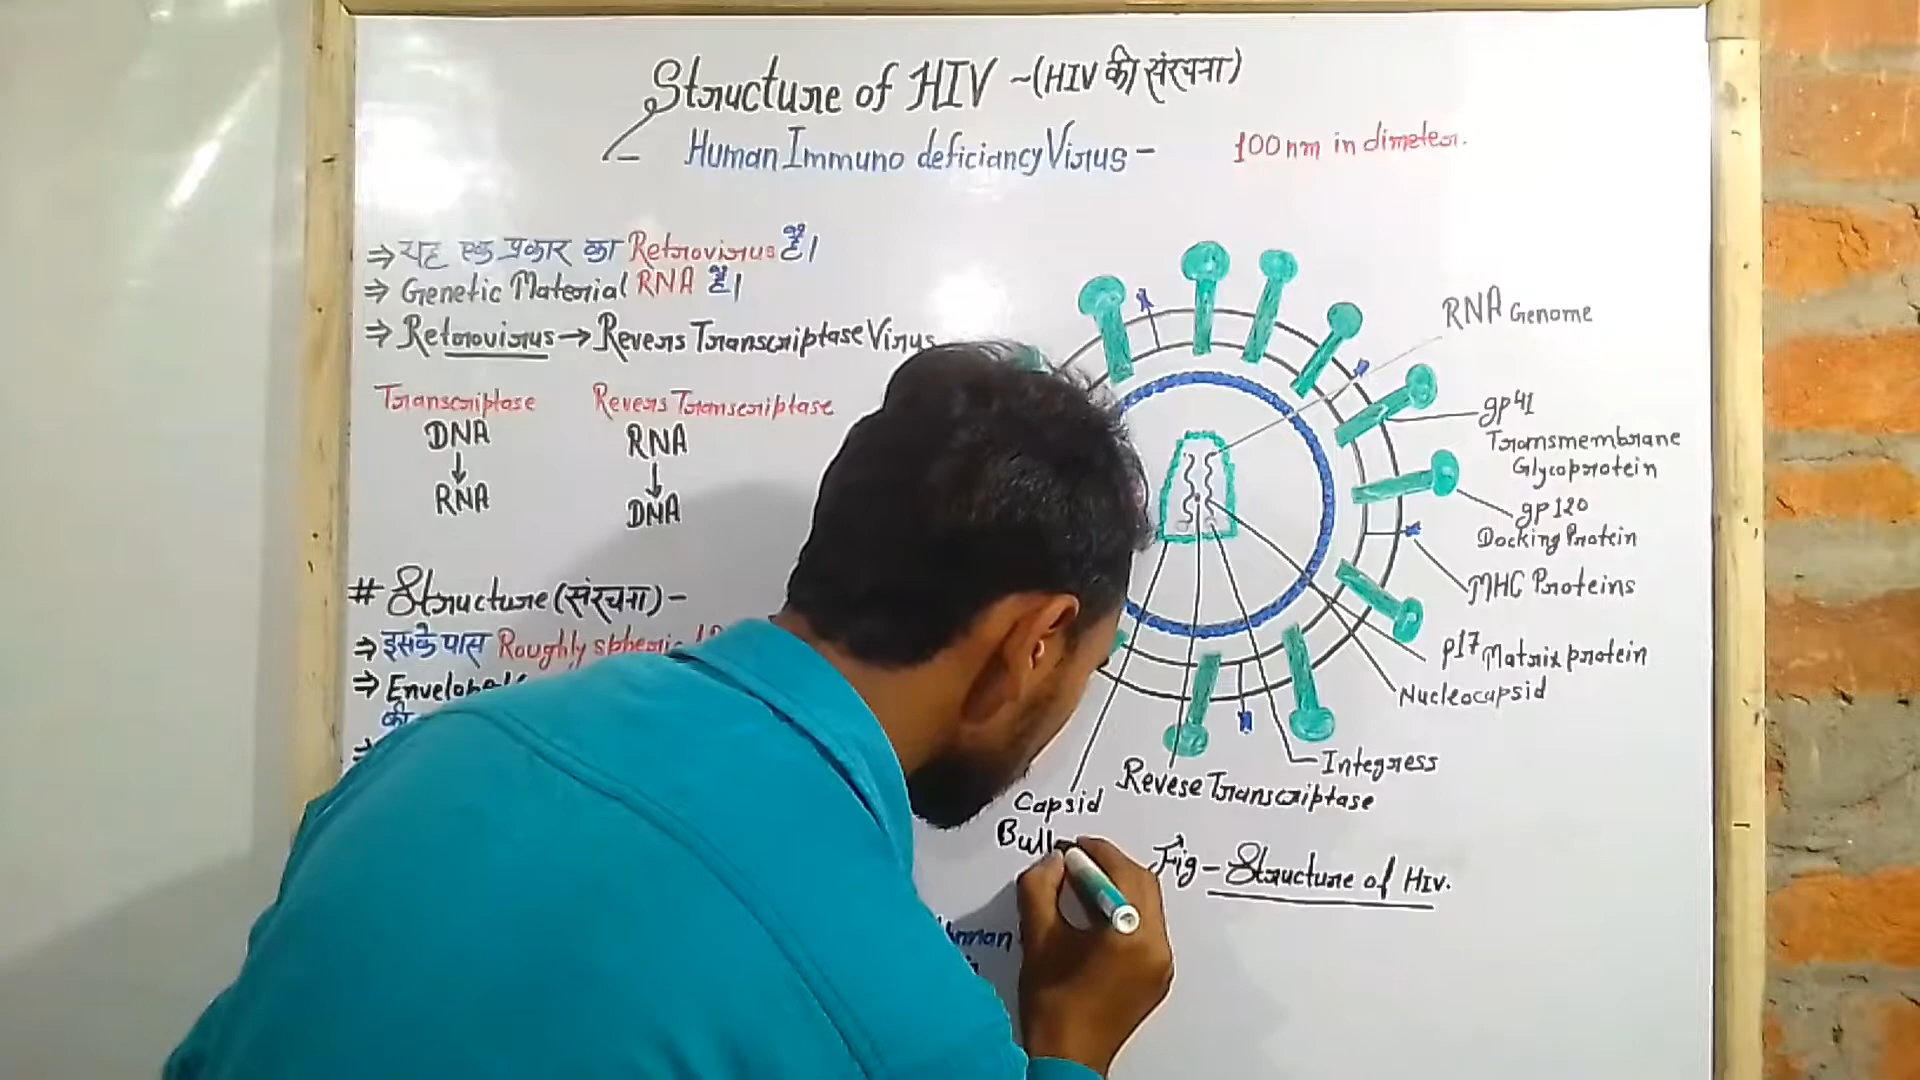 Structure of HIV ~(HIV की संरचना)
Human Immuno deficiancy Virus -
100 nm in dimeter.
⇒ यह एक प्रकार का Retrovirus है।
⇒ Genetic Material RNA है।
⇒ Retorovirus → Revers Transcriptase Virus
Transcriptase
DNA
↓
RNA
Revers Transcriptase
RNA
↓
DNA
# Structure (संरचना) -
⇒ इसके पास Roughly
⇒
की
RNA Genome
gp41
Transmembrane
Glycoprotein
gp120
Docking Protein
MHC Proteins
p17 Matrix protein
Nucleocapsid
Integress
Revese Transcriptase
Capsid
Bull
Fig - Structure of HIV.